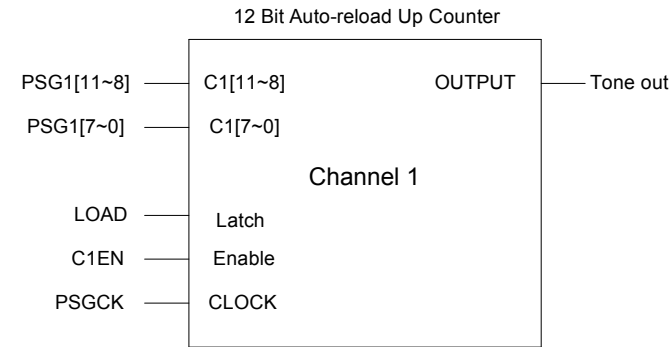 12 Bit Auto-reload Up Counter
PSG1[11~8] C1[11~8] OUTPUT Tone out
PSG1[7~0] C1[7~0]
Channel 1
LOAD Latch
C1EN Enable
PSGCK CLOCK